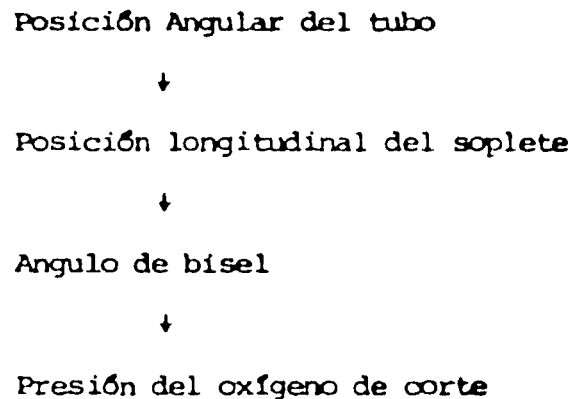 Posición Angular del tubo
↓
Posición longitudinal del soplete
↓
Angulo de bisel
↓
Presión del oxígeno de corte